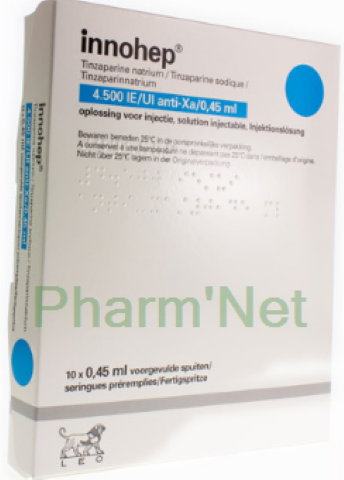 innohep®
Tinzaparine natrium / Tinzaparine sodique /
Tinzaparinnatrium
4.500 IE/UI anti-Xa/0,45 ml
oplossing voor injectie, solution injectable, Injektionslösung
Bewaren beneden 25°C in de oorspronkelijke verpakking.
A conserver à une température ne dépassant pas 25°C dans l'emballage d'origine.
Nicht über 25°C lagern in der Originalverpackung.
innohep®
Pharm'Net
10 x 0,45 ml voorgevulde spuiten/
seringues préremplies/Fertigspritze
LEO